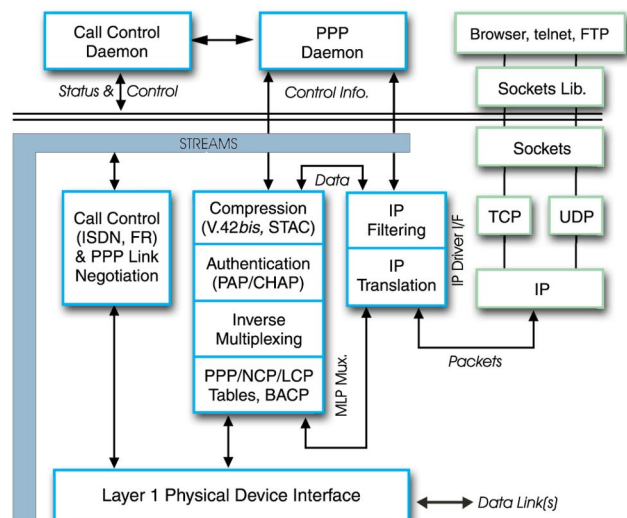 Call Control
Daemon
PPP
Daemon
Browser, telnet, FTP
Status &
Control
Control Info.
Sockets Lib.
STREAMS
Sockets
Data
Call Control
(ISDN, FR)
& PPP Link
Negotiation
Compression
(V.42bis, STAC)
Authentication
(PAP/CHAP)
Inverse
Multiplexing
PPP/NCP/LCP
Tables, BACP
MLP Mux.
IP
Filtering
IP
Translation
IP Driver I/F
TCP
UDP
IP
Packets
Layer 1 Physical Device Interface
Data Link(s)